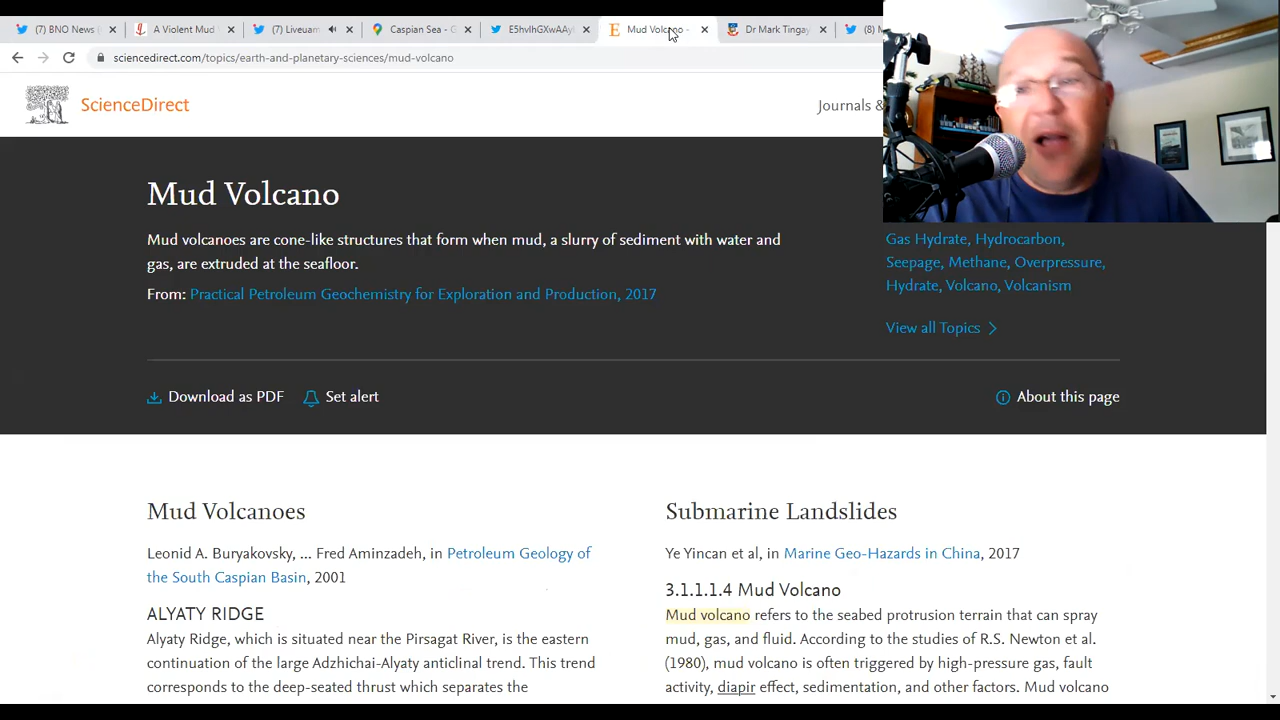 (7) BNO News
A Violent Mud
(7) Liveuam
Caspian Sea - G
E5hvlhGXwAAy
Mud Volcano -
Dr Mark Tingay
(8) M
sciencedirect.com/topics/earth-and-planetary-sciences/mud-volcano
ScienceDirect
Journals &
Mud Volcano
Mud volcanoes are cone-like structures that form when mud, a slurry of sediment with water and
gas, are extruded at the seafloor.
From: Practical Petroleum Geochemistry for Exploration and Production, 2017
Gas Hydrate, Hydrocarbon,
Seepage, Methane, Overpressure,
Hydrate, Volcano, Volcanism
View all Topics
Download as PDF
Set alert
About this page
Mud Volcanoes
Leonid A. Buryakovsky, ... Fred Aminzadeh, in Petroleum Geology of
the South Caspian Basin, 2001
ALYATY RIDGE
Alyaty Ridge, which is situated near the Pirsagat River, is the eastern
continuation of the large Adzhichai-Alyaty anticlinal trend. This trend
corresponds to the deep-seated thrust which separates the
Submarine Landslides
Ye Yincan et al, in Marine Geo-Hazards in China, 2017
3.1.1.1.4 Mud Volcano
Mud volcano refers to the seabed protrusion terrain that can spray
mud, gas, and fluid. According to the studies of R.S. Newton et al.
(1980), mud volcano is often triggered by high-pressure gas, fault
activity, diapir effect, sedimentation, and other factors. Mud volcano